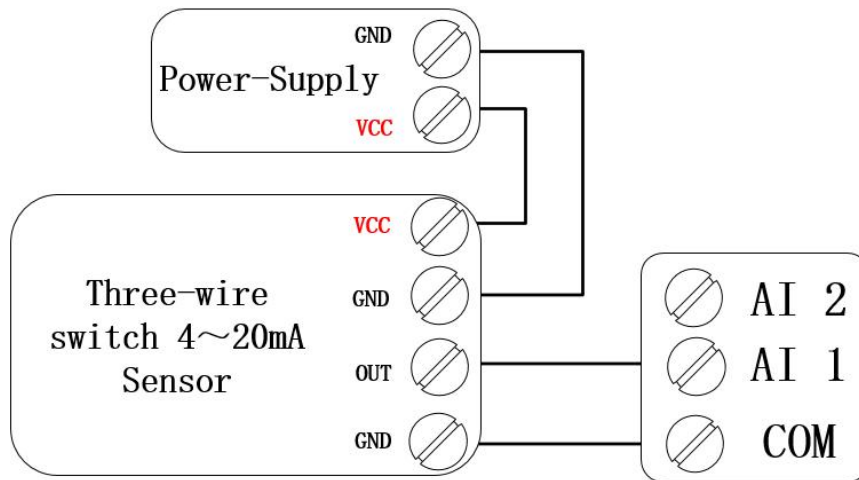 GND
Power-Supply
VCC
VCC
Three-wire
switch 4～20mA
Sensor
GND
OUT
GND
AI 2
AI 1
COM